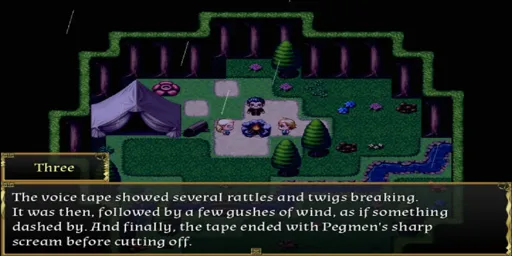 Three
The voice tape showed several rattles and twigs breaking.
It was then, followed by a few gushes of wind, as if something
dashed by. And finally, the tape ended with Pegmen's sharp
scream before cutting off.